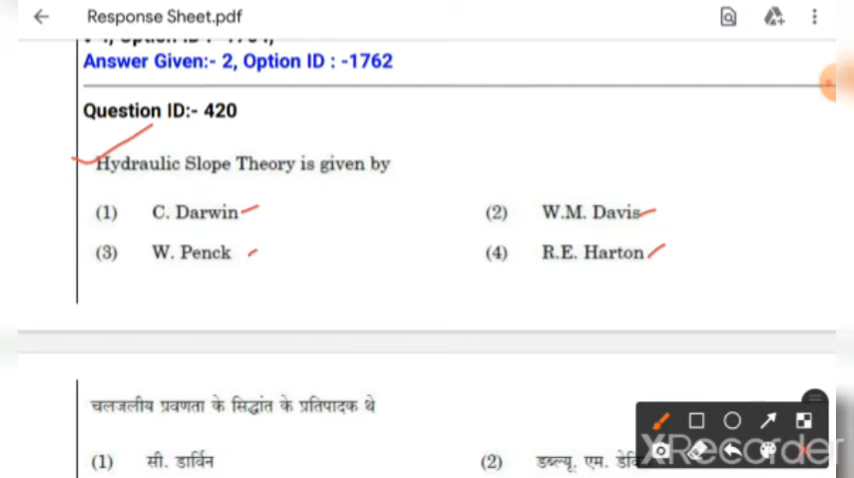 Response Sheet.pdf
Answer Given:- 2, Option ID : -1762
Question ID:- 420
Hydraulic Slope Theory is given by
(1) C. Darwin (2) W.M. Davis
(3) W. Penck (4) R.E. Harton
चलजलीय प्रवणता के सिद्धांत के प्रतिपादक थे
(1) सी. डार्विन (2) डब्ल्यू. एम.
XRecorder